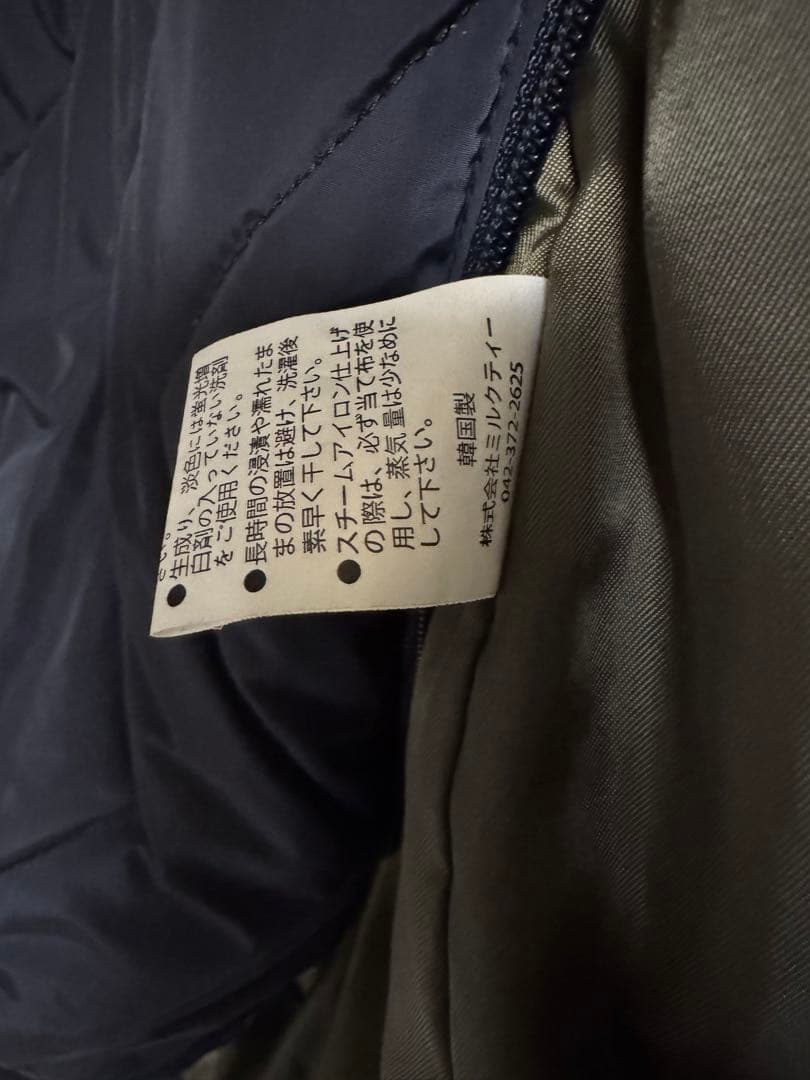 さい。
●生成り、淡色には蛍光増
白剤の入っていない洗剤
をご使用ください。
●長時間の浸漬や濡れたま
まの放置は避け、洗濯後
素早く干して下さい。
●スチームアイロン仕上げ
の際は、必ず当て布を使
用し、蒸気量は少なめに
して下さい。
韓国製
株式会社ミルクティー
042-372-2625